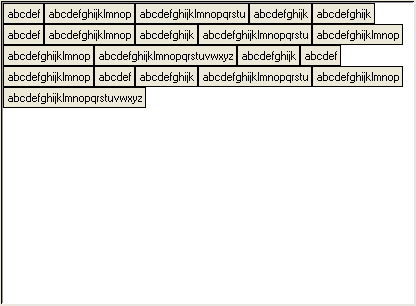 abcdef abcdefghijklmnop abcdefghijklmnopqrstu abcdefghijk abcdefghijk
abcdef abcdefghijklmnop abcdefghijk abcdefghijklmnopqrstu abcdefghijklmnop
abcdefghijklmnop abcdefghijklmnopqrstuvwxyz abcdefghijk abcdef
abcdefghijklmnop abcdef abcdefghijk abcdefghijklmnopqrstu abcdefghijklmnop
abcdefghijklmnopqrstuvwxyz